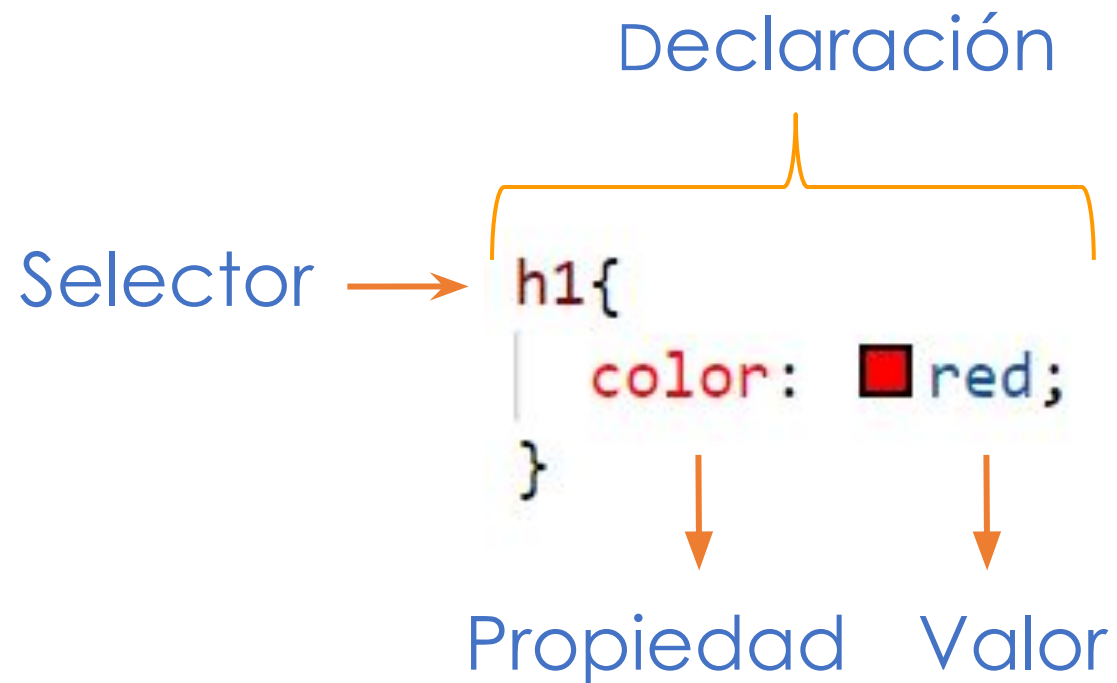 Declaración
Selector
h1{
color: red;
}
Propiedad Valor